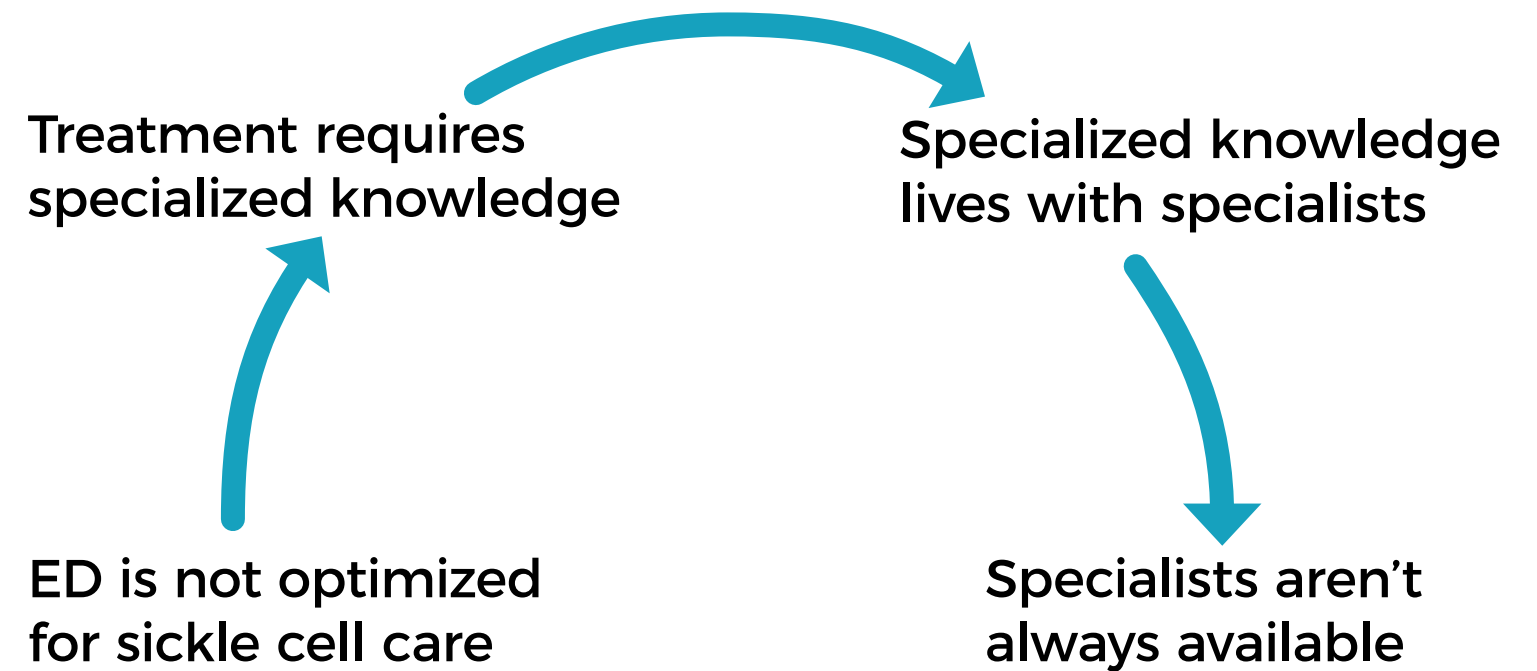 Treatment requires
specialized knowledge
Specialized knowledge
lives with specialists
ED is not optimized
for sickle cell care
Specialists aren’t
always available